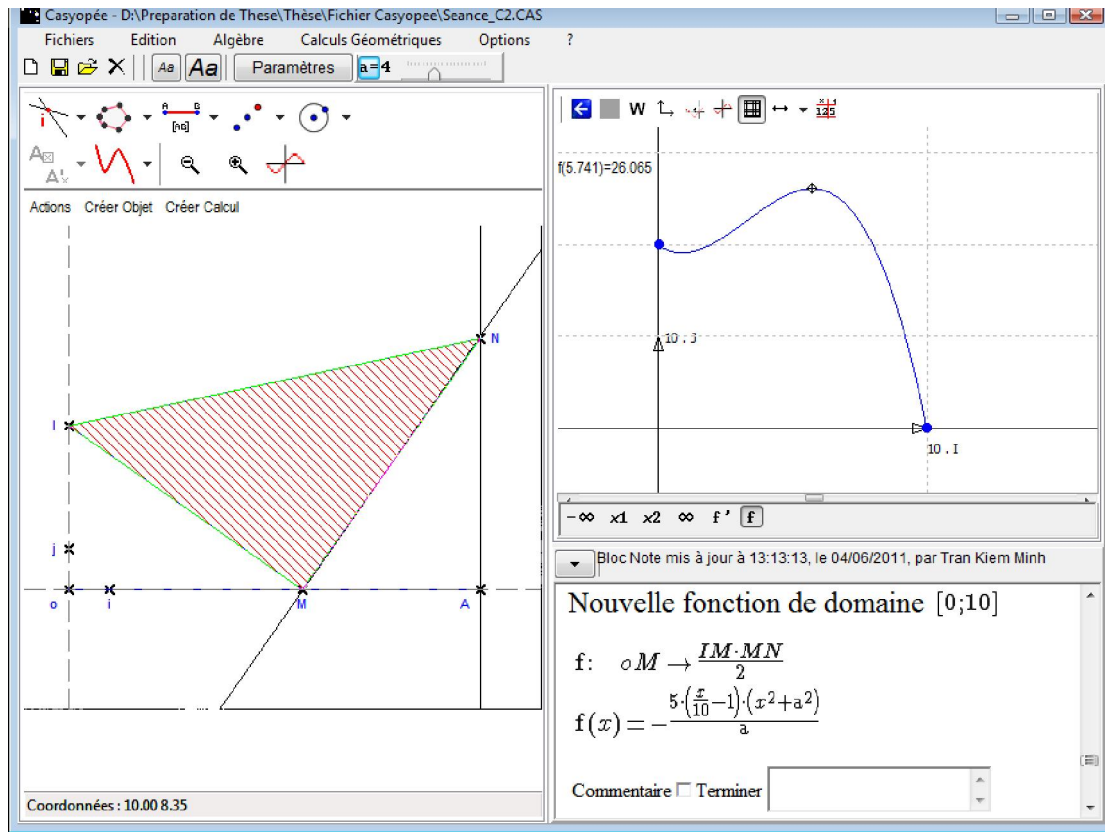 Casyopée - D:\Preparation de These\Thèse\Fichier Casyopee\Seance_C2.CAS
Fichiers Edition Algèbre Calculs Géométriques Options ?
Aa Aa Paramètres a=4
i A B [AB]
A A'
Actions Créer Objet Créer Calcul
N
I
j
o i M A
Coordonnées : 10.00 8.35
W
f(5.741)=26.065
10 . J
10 . I
-∞ x1 x2 ∞ f' f
Bloc Note mis à jour à 13:13:13, le 04/06/2011, par Tran Kiem Minh
Nouvelle fonction de domaine [0;10]
f: oM → IM·MN/2
f(x) = - 5·(x/10 -1)·(x²+a²)/a
Commentaire Terminer